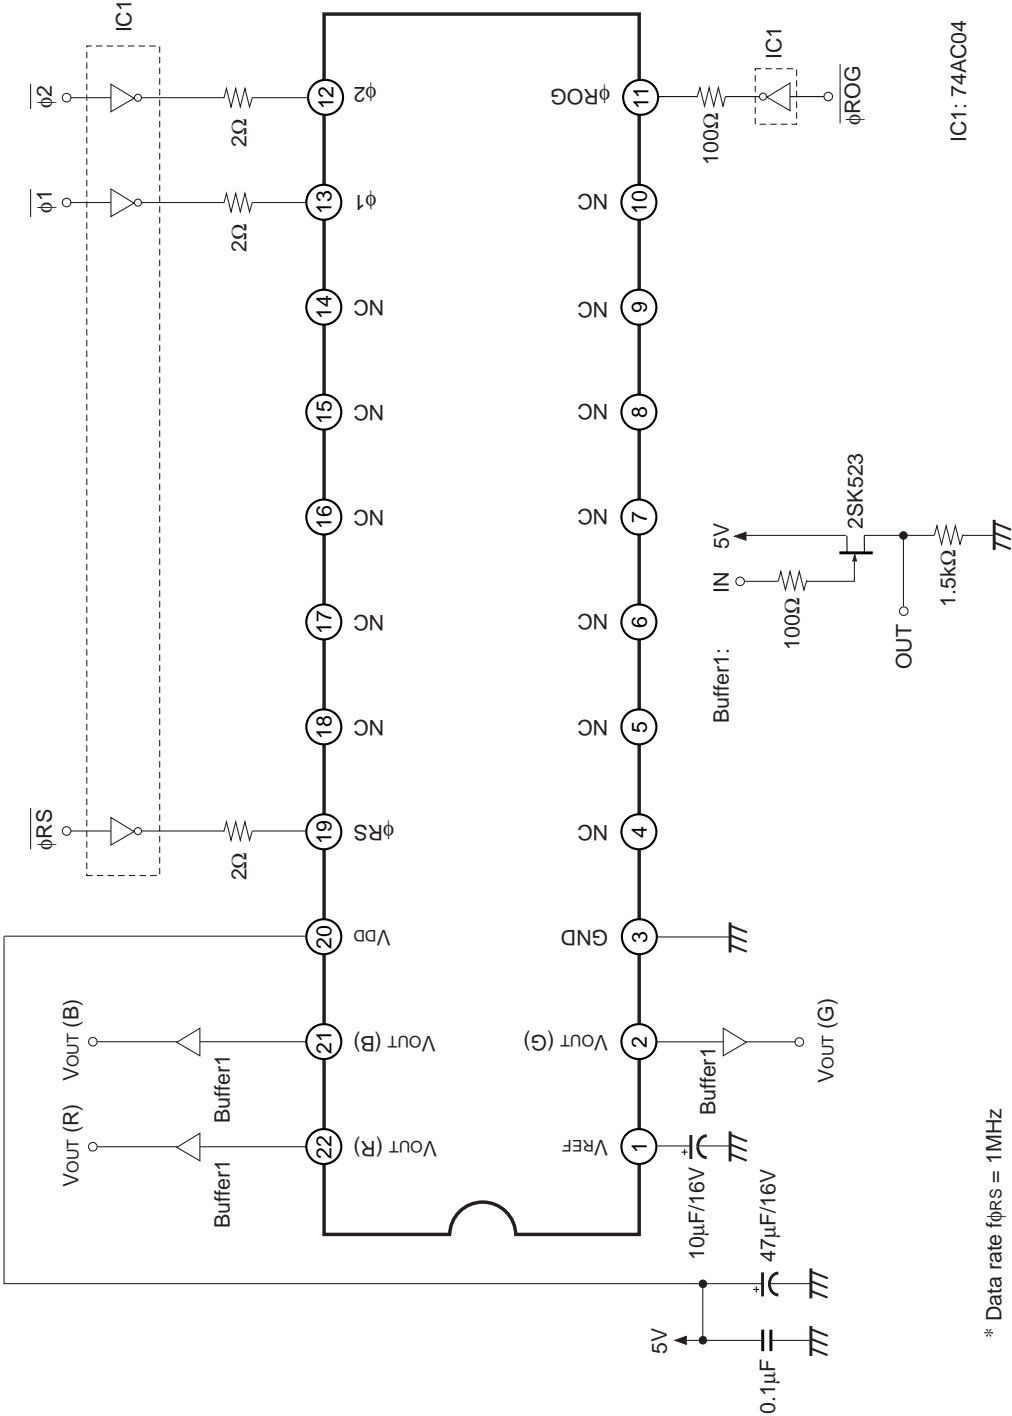 IC1
φ2
φ1
φRS
2Ω
2Ω
2Ω
VOUT (B)
VOUT (R)
Buffer1
Buffer1
22
21
20
19
18
17
16
15
14
13
12
VOUT (R)
VOUT (B)
VDD
φRS
NC
NC
NC
NC
NC
φ1
φ2
VREF
VOUT (G)
GND
NC
NC
NC
NC
NC
NC
NC
φROG
1
2
3
4
5
6
7
8
9
10
11
10µF/16V
47µF/16V
5V
0.1µF
Buffer1
VOUT (G)
Buffer1:
IN
5V
100Ω
2SK523
OUT
1.5kΩ
100Ω
IC1
φROG
IC1: 74AC04
* Data rate fφRS = 1MHz